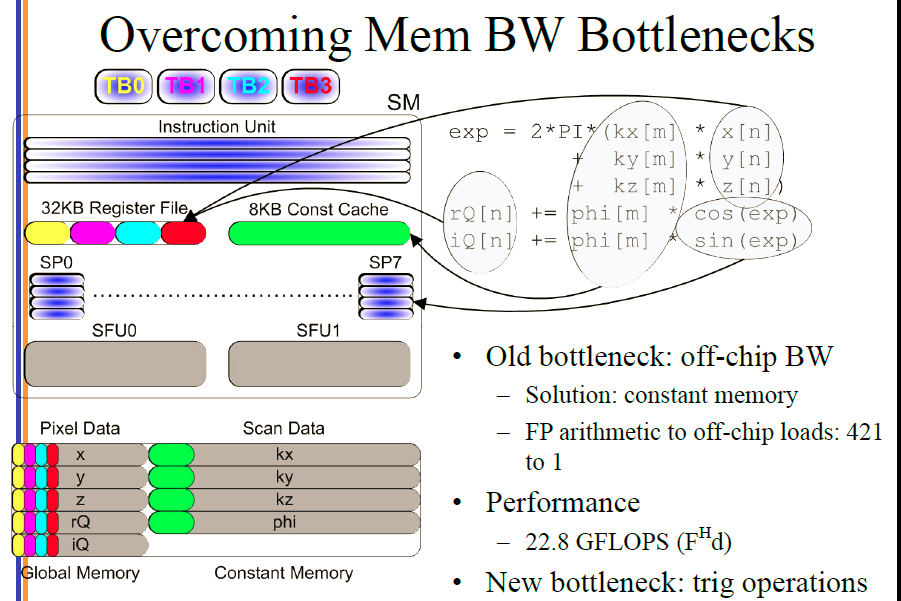 Overcoming Mem BW Bottlenecks
TB0 TB1 TB2 TB3
SM
Instruction Unit
32KB Register File 8KB Const Cache
SP0 SP7
SFU0 SFU1
Pixel Data Scan Data
x kx
y ky
z kz
rQ phi
iQ
Global Memory Constant Memory
exp = 2*PI*(kx[m] * x[n]
+ ky[m] * y[n]
+ kz[m] * z[n])
rQ[n] += phi[m] * cos(exp)
iQ[n] += phi[m] * sin(exp)
• Old bottleneck: off-chip BW
– Solution: constant memory
– FP arithmetic to off-chip loads: 421
to 1
• Performance
– 22.8 GFLOPS (F^Hd)
• New bottleneck: trig operations